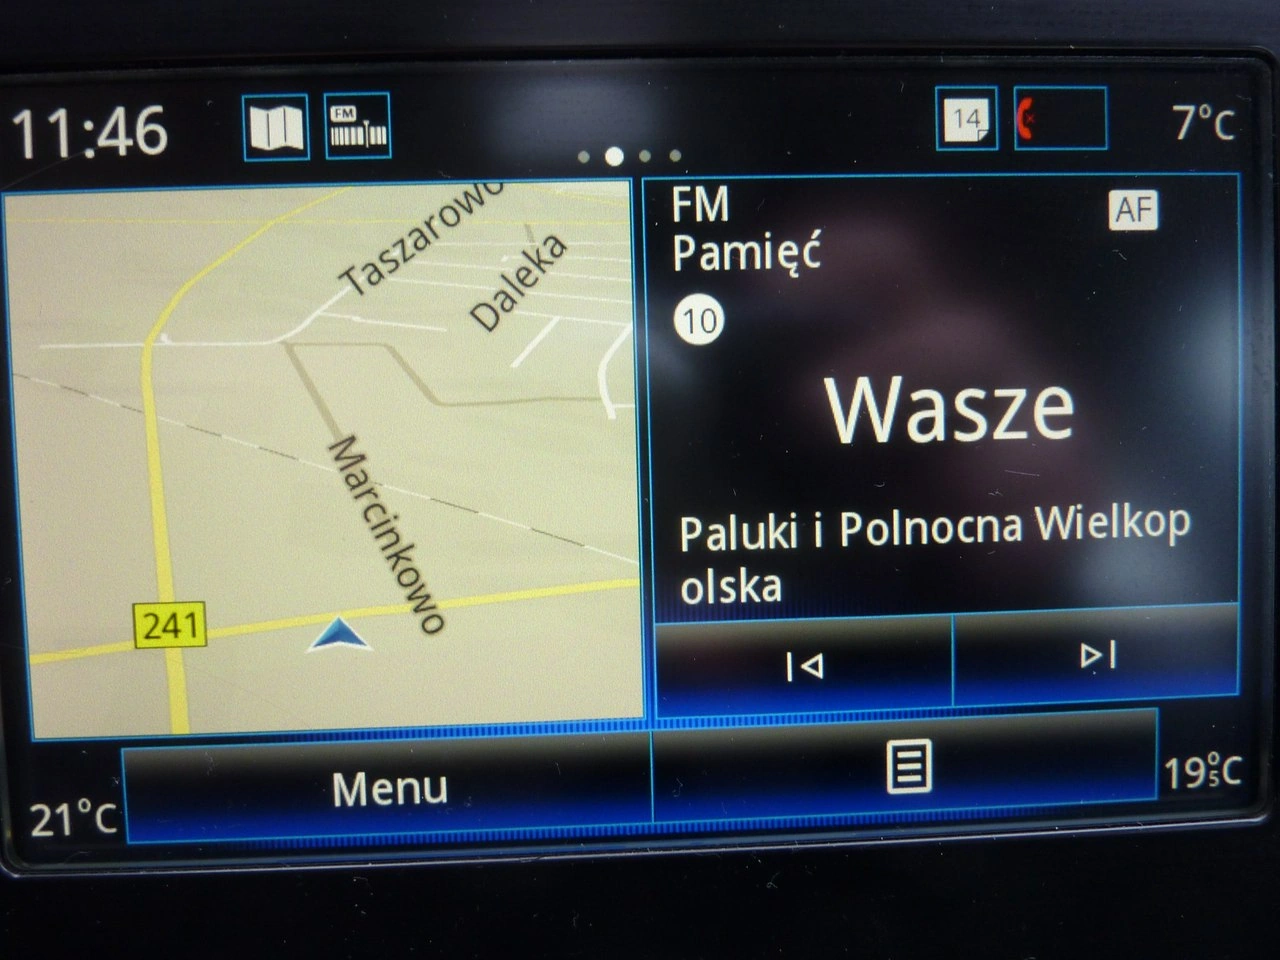 11:46
FM
14
7°C
Taszarowo
Daleka
Marcinkowo
241
FM
AF
Pamięć
10
Wasze
Paluki i Polnocna Wielkop
olska
Menu
21°C
19°5C